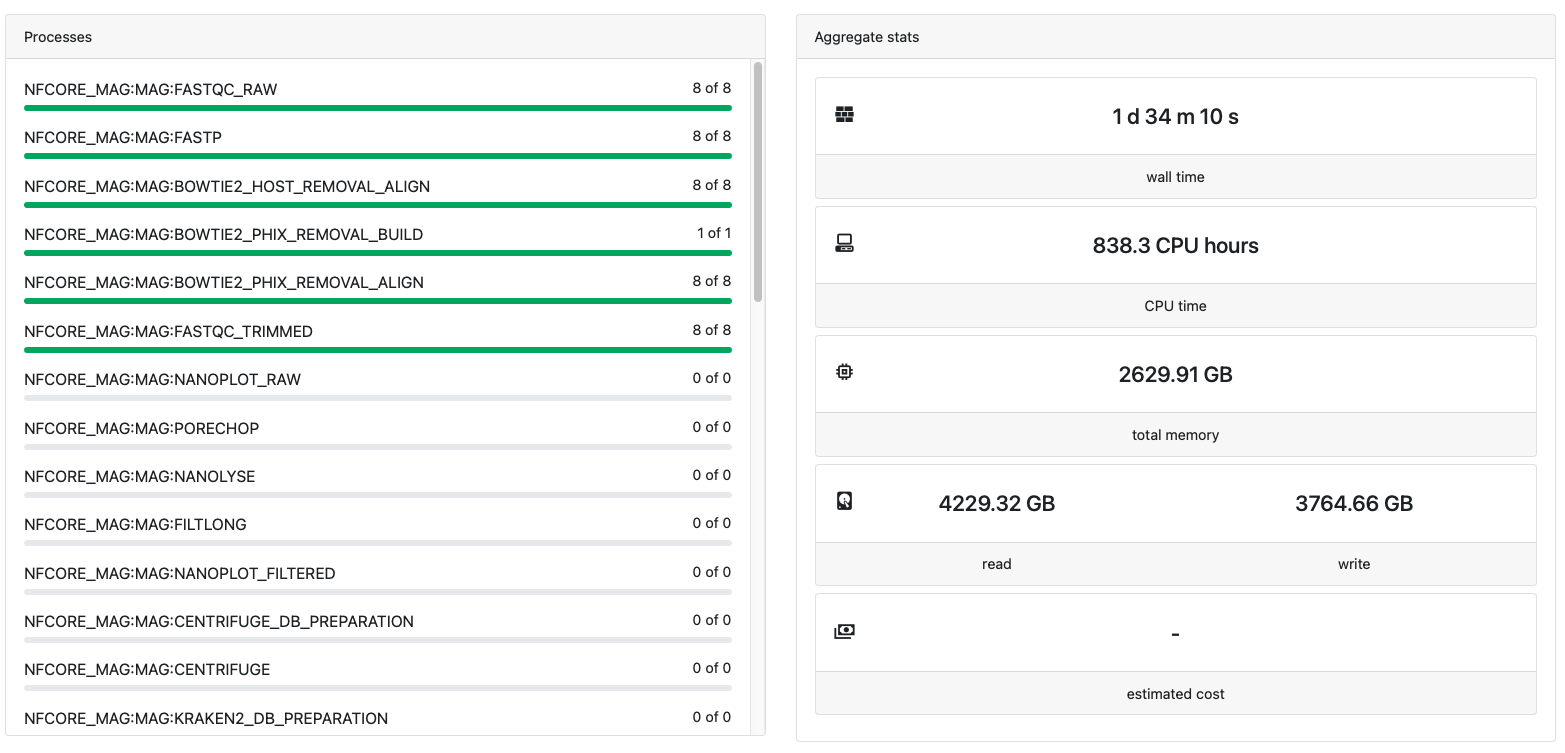 Processes
NFCORE_MAG:MAG:FASTQC_RAW 8 of 8
NFCORE_MAG:MAG:FASTP 8 of 8
NFCORE_MAG:MAG:BOWTIE2_HOST_REMOVAL_ALIGN 8 of 8
NFCORE_MAG:MAG:BOWTIE2_PHIX_REMOVAL_BUILD 1 of 1
NFCORE_MAG:MAG:BOWTIE2_PHIX_REMOVAL_ALIGN 8 of 8
NFCORE_MAG:MAG:FASTQC_TRIMMED 8 of 8
NFCORE_MAG:MAG:NANOPLOT_RAW 0 of 0
NFCORE_MAG:MAG:PORECHOP 0 of 0
NFCORE_MAG:MAG:NANOLYSE 0 of 0
NFCORE_MAG:MAG:FILTLONG 0 of 0
NFCORE_MAG:MAG:NANOPLOT_FILTERED 0 of 0
NFCORE_MAG:MAG:CENTRIFUGE_DB_PREPARATION 0 of 0
NFCORE_MAG:MAG:CENTRIFUGE 0 of 0
NFCORE_MAG:MAG:KRAKEN2_DB_PREPARATION 0 of 0
Aggregate stats
1 d 34 m 10 s
wall time
838.3 CPU hours
CPU time
2629.91 GB
total memory
4229.32 GB 3764.66 GB
read write
-
estimated cost